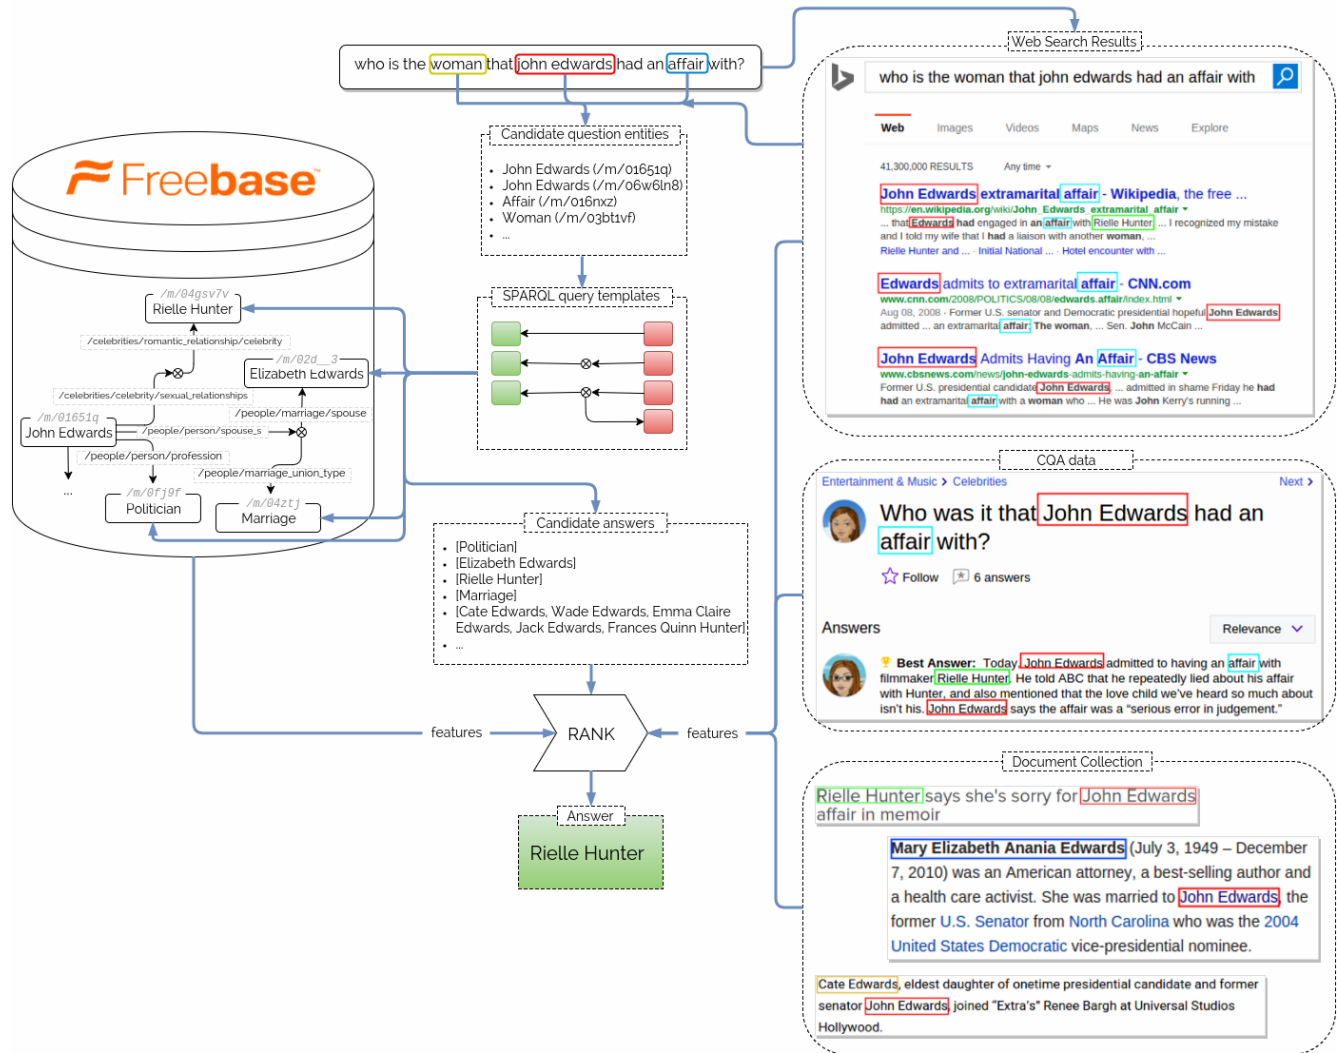 who is the woman that john edwards had an affair with?
Candidate question entities
• John Edwards (/m/01651q)
• John Edwards (/m/06w6ln8)
• Affair (/m/016nxz)
• Woman (/m/03bt1vf)
• ...
SPARQL query templates
Freebase™
/m/04gsv7v
Rielle Hunter
/celebrities/romantic_relationship/celebrity
/m/02d__3
Elizabeth Edwards
/celebrities/celebrity/sexual_relationships
/people/marriage/spouse
/m/01651q
John Edwards
/people/person/spouse_s
/people/person/profession
/people/marriage_union_type
...
/m/0fj9f
Politician
/m/04ztj
Marriage
Candidate answers
• [Politician]
• [Elizabeth Edwards]
• [Rielle Hunter]
• [Marriage]
• [Cate Edwards, Wade Edwards, Emma Claire
Edwards, Jack Edwards, Frances Quinn Hunter]
• ...
features
RANK
features
Answer
Rielle Hunter
Web Search Results
who is the woman that john edwards had an affair with
Web Images Videos Maps News Explore
41,300,000 RESULTS Any time
John Edwards extramarital affair - Wikipedia, the free ...
https://en.wikipedia.org/wiki/John_Edwards_extramarital_affair
... that Edwards had engaged in an affair with Rielle Hunter ... I recognized my mistake
and I told my wife that I had a liaison with another woman, ...
Rielle Hunter and ... · Initial National ... · Hotel encounter with ...
Edwards admits to extramarital affair - CNN.com
www.cnn.com/2008/POLITICS/08/08/edwards.affair/index.html
Aug 08, 2008 · Former U.S. senator and Democratic presidential hopeful John Edwards
admitted ... an extramarital affair. The woman, ... Sen. John McCain ...
John Edwards Admits Having An Affair - CBS News
www.cbsnews.com/news/john-edwards-admits-having-an-affair
Former U.S. presidential candidate John Edwards, ... admitted in shame Friday he had
had an extramarital affair with a woman who ... He was John Kerry's running ...
CQA data
Entertainment & Music > Celebrities Next >
Who was it that John Edwards had an
affair with?
Follow 6 answers
Answers
Relevance
Best Answer: Today, John Edwards admitted to having an affair with
filmmaker Rielle Hunter. He told ABC that he repeatedly lied about his affair
with Hunter, and also mentioned that the love child we've heard so much about
isn't his. John Edwards says the affair was a “serious error in judgement.”
Document Collection
Rielle Hunter says she's sorry for John Edwards
affair in memoir
Mary Elizabeth Anania Edwards (July 3, 1949 – December
7, 2010) was an American attorney, a best-selling author and
a health care activist. She was married to John Edwards, the
former U.S. Senator from North Carolina who was the 2004
United States Democratic vice-presidential nominee.
Cate Edwards, eldest daughter of onetime presidential candidate and former
senator John Edwards, joined “Extra's” Renee Bargh at Universal Studios
Hollywood.